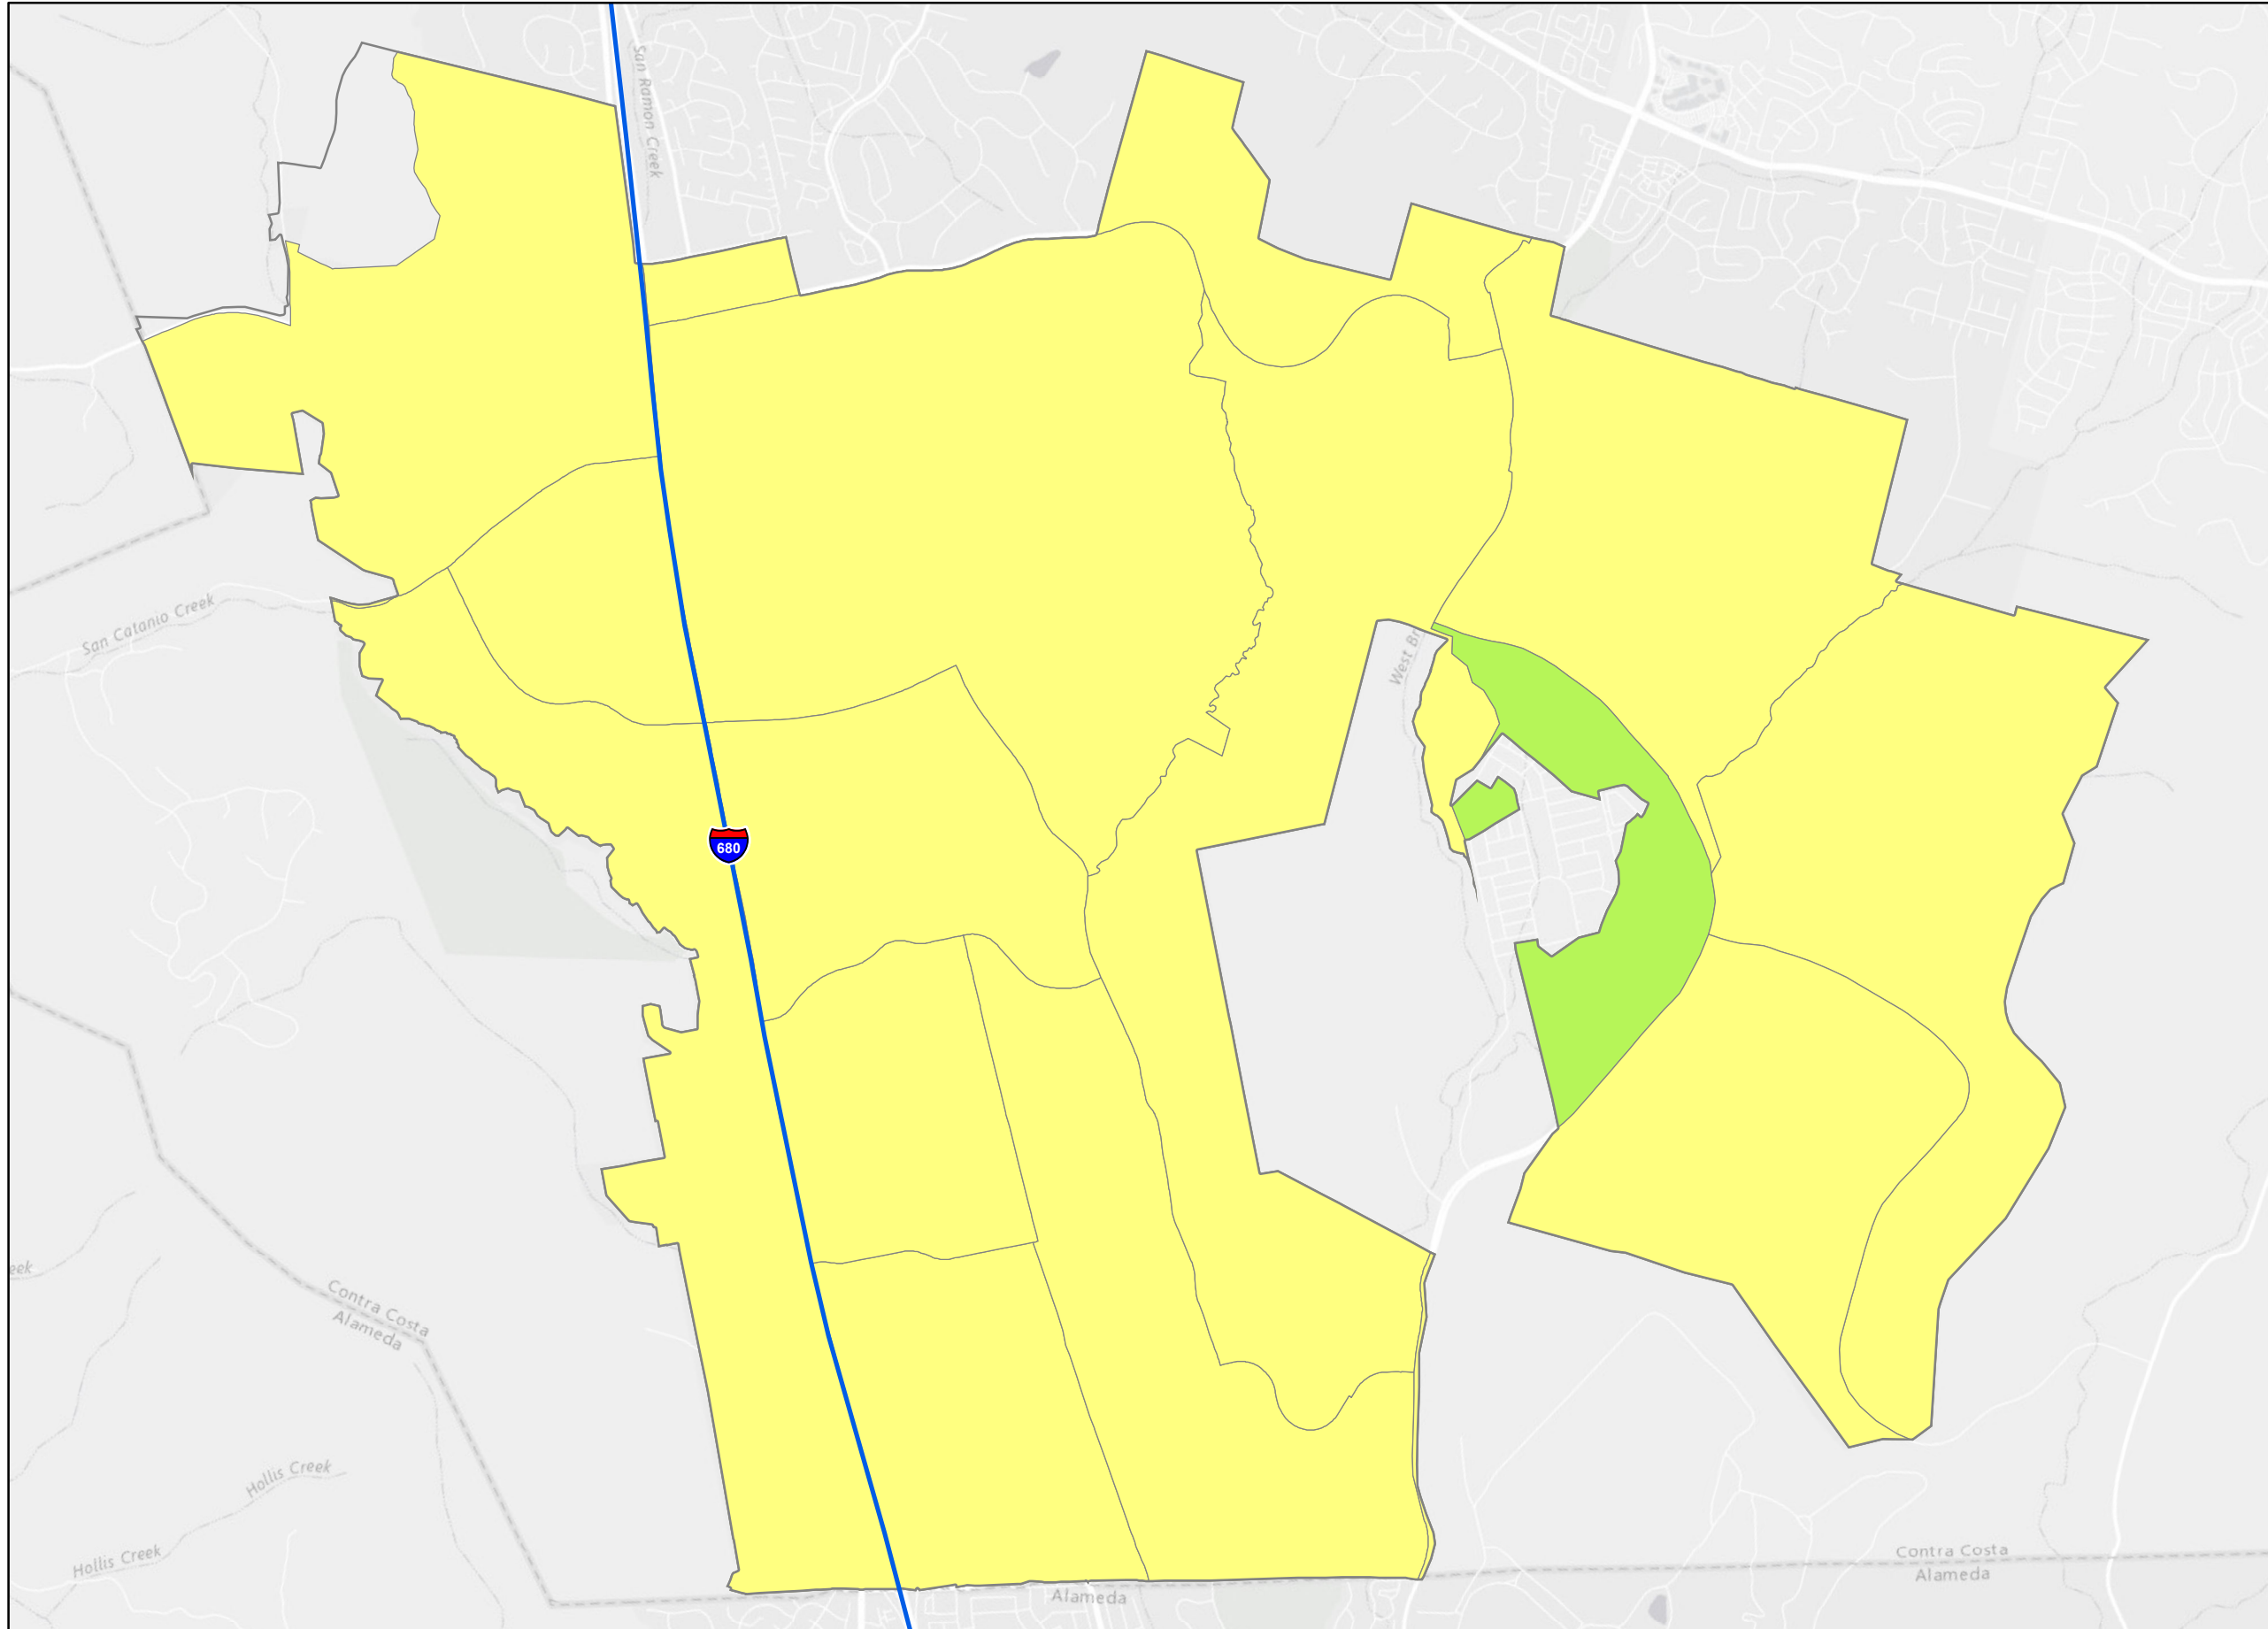 San Ramon Creek
San Catanio Creek
West Br
680
eek
Contra Costa
Alameda
Hollis Creek
Hollis Creek
Contra Costa
Alameda
Alameda